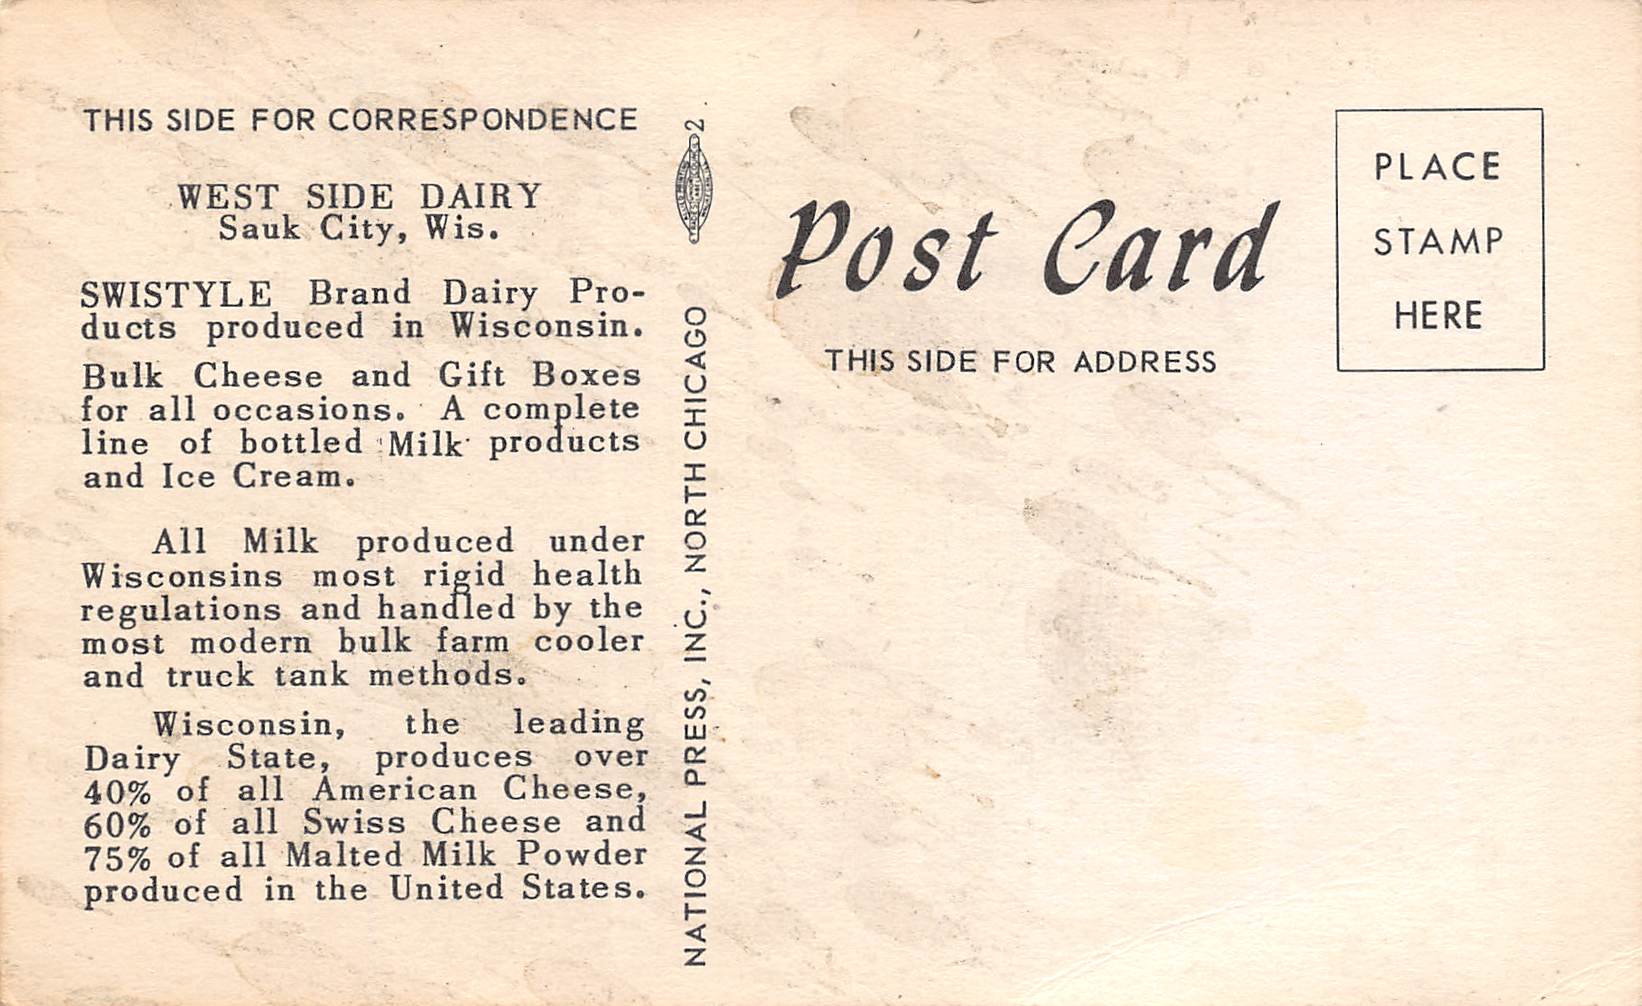 THIS SIDE FOR CORRESPONDENCE
WEST SIDE DAIRY
Sauk City, Wis.
SWISTYLE Brand Dairy Pro-
ducts produced in Wisconsin.
Bulk Cheese and Gift Boxes
for all occasions. A complete
line of bottled Milk products
and Ice Cream.
All Milk produced under
Wisconsins most rigid health
regulations and handled by the
most modern bulk farm cooler
and truck tank methods.
Wisconsin, the leading
Dairy State, produces over
40% of all American Cheese,
60% of all Swiss Cheese and
75% of all Malted Milk Powder
produced in the United States.
NATIONAL PRESS, INC., NORTH CHICAGO
2
Post Card
THIS SIDE FOR ADDRESS
PLACE
STAMP
HERE